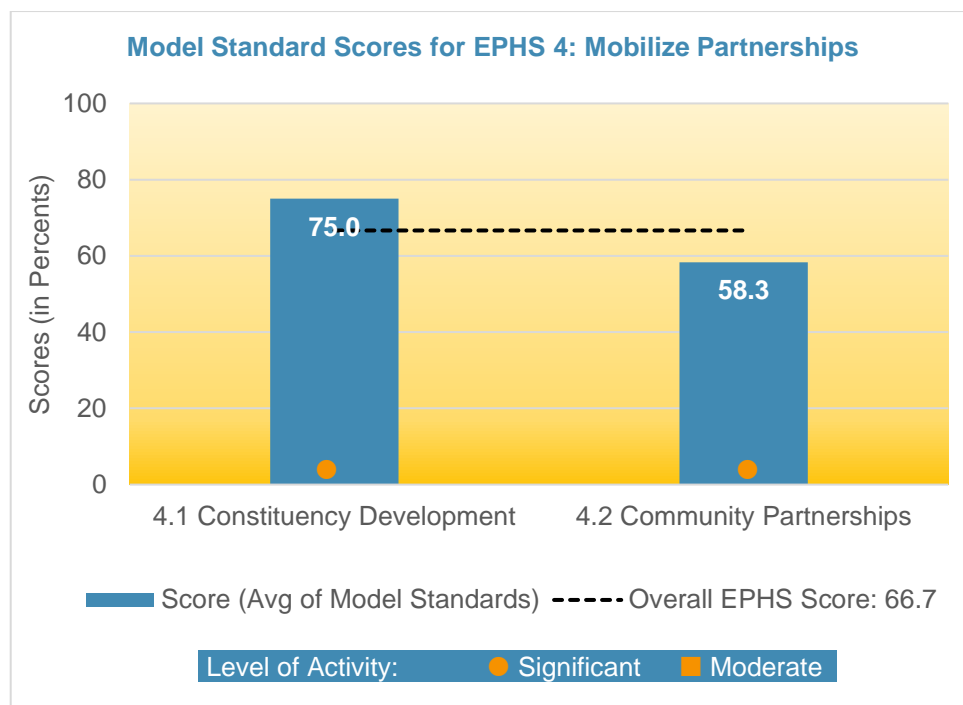 Model Standard Scores for EPHS 4: Mobilize Partnerships
Scores (in Percents)
100
80
60
40
20
0
75.0
58.3
4.1 Constituency Development
4.2 Community Partnerships
Score (Avg of Model Standards)
Overall EPHS Score: 66.7
Level of Activity:
Significant
Moderate